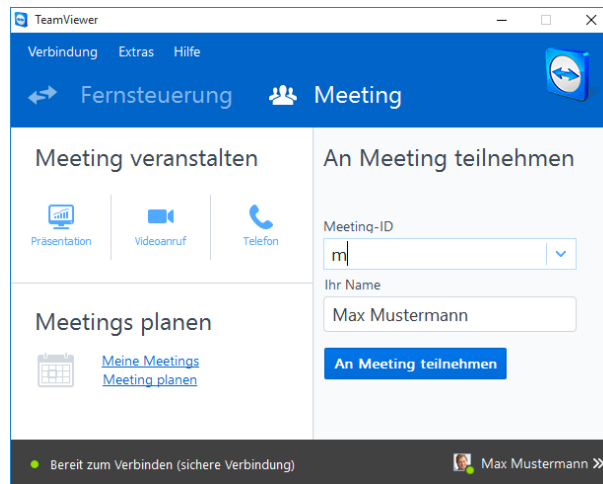 TeamViewer
Verbindung Extras Hilfe
Fernsteuerung Meeting
Meeting veranstalten
Präsentation Videoanruf Telefon
Meetings planen
Meine Meetings
Meeting planen
An Meeting teilnehmen
Meeting-ID
m
Ihr Name
Max Mustermann
An Meeting teilnehmen
Bereit zum Verbinden (sichere Verbindung) Max Mustermann